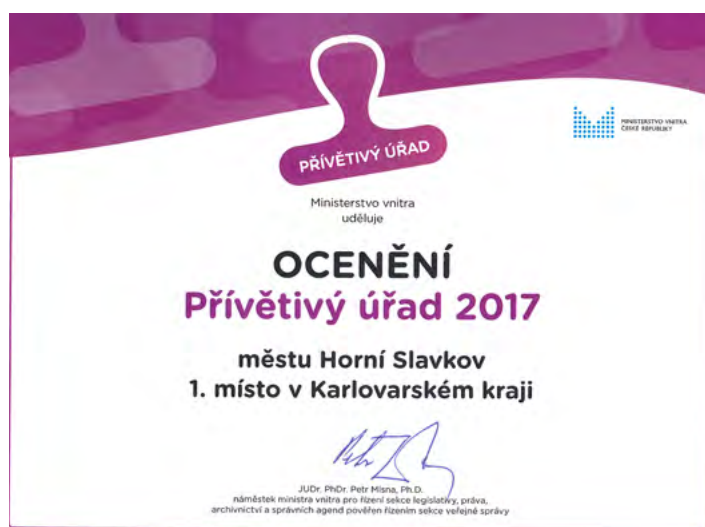 MINISTERSTVO VNITRA
ČESKÉ REPUBLIKY
PŘÍVĚTIVÝ ÚŘAD
Ministerstvo vnitra
uděluje
OCENĚNÍ
Přívětivý úřad 2017
městu Horní Slavkov
1. místo v Karlovarském kraji
JUDr. PhDr. Petr Mlsna, Ph.D.
náměstek ministra vnitra pro řízení sekce legislativy, práva,
archivnictví a správních agend pověřen řízením sekce veřejné správy